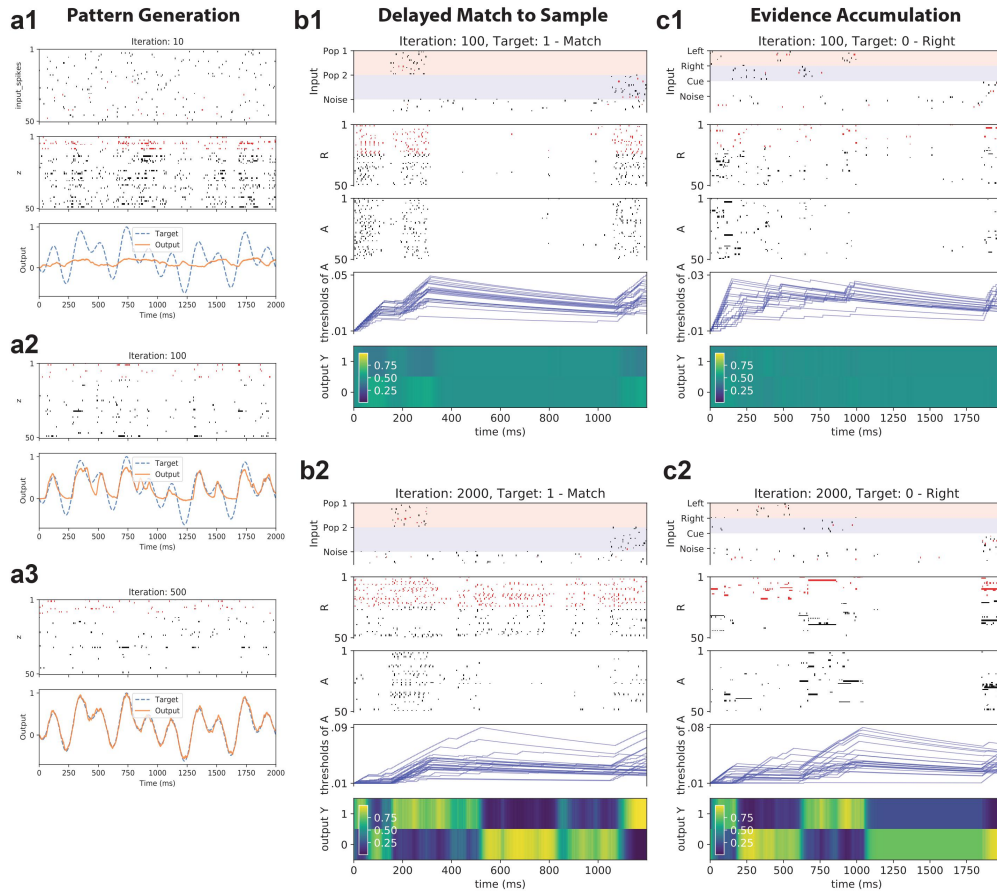 Pattern Generation
a1
Iteration: 10
1
input_spikes
50
1
z
50
1
Output
0
Target
Output
0 250 500 750 1000 1250 1500 1750 2000
Time (ms)
a2
Iteration: 100
1
z
50
1
Output
0
Target
Output
0 250 500 750 1000 1250 1500 1750 2000
Time (ms)
a3
Iteration: 500
1
z
50
1
Output
0
Target
Output
0 250 500 750 1000 1250 1500 1750 2000
Time (ms)
Delayed Match to Sample
b1
Iteration: 100, Target: 1 - Match
Pop 1
Input
Pop 2
Noise
1
R
50
1
A
50
.05
thresholds of A
.01
output Y
1
0
0.75
0.50
0.25
0 200 400 600 800 1000
time (ms)
b2
Iteration: 2000, Target: 1 - Match
Pop 1
Input
Pop 2
Noise
1
R
50
1
A
50
.09
thresholds of A
.01
output Y
1
0
0.75
0.50
0.25
0 200 400 600 800 1000
time (ms)
Evidence Accumulation
c1
Iteration: 100, Target: 0 - Right
Left
Input
Right
Cue
Noise
1
R
50
1
A
50
.03
thresholds of A
.01
output Y
1
0
0.75
0.50
0.25
0 250 500 750 1000 1250 1500 1750
time (ms)
c2
Iteration: 2000, Target: 0 - Right
Left
Input
Right
Cue
Noise
1
R
50
1
A
50
.08
thresholds of A
.01
output Y
1
0
0.75
0.50
0.25
0 250 500 750 1000 1250 1500 1750
time (ms)